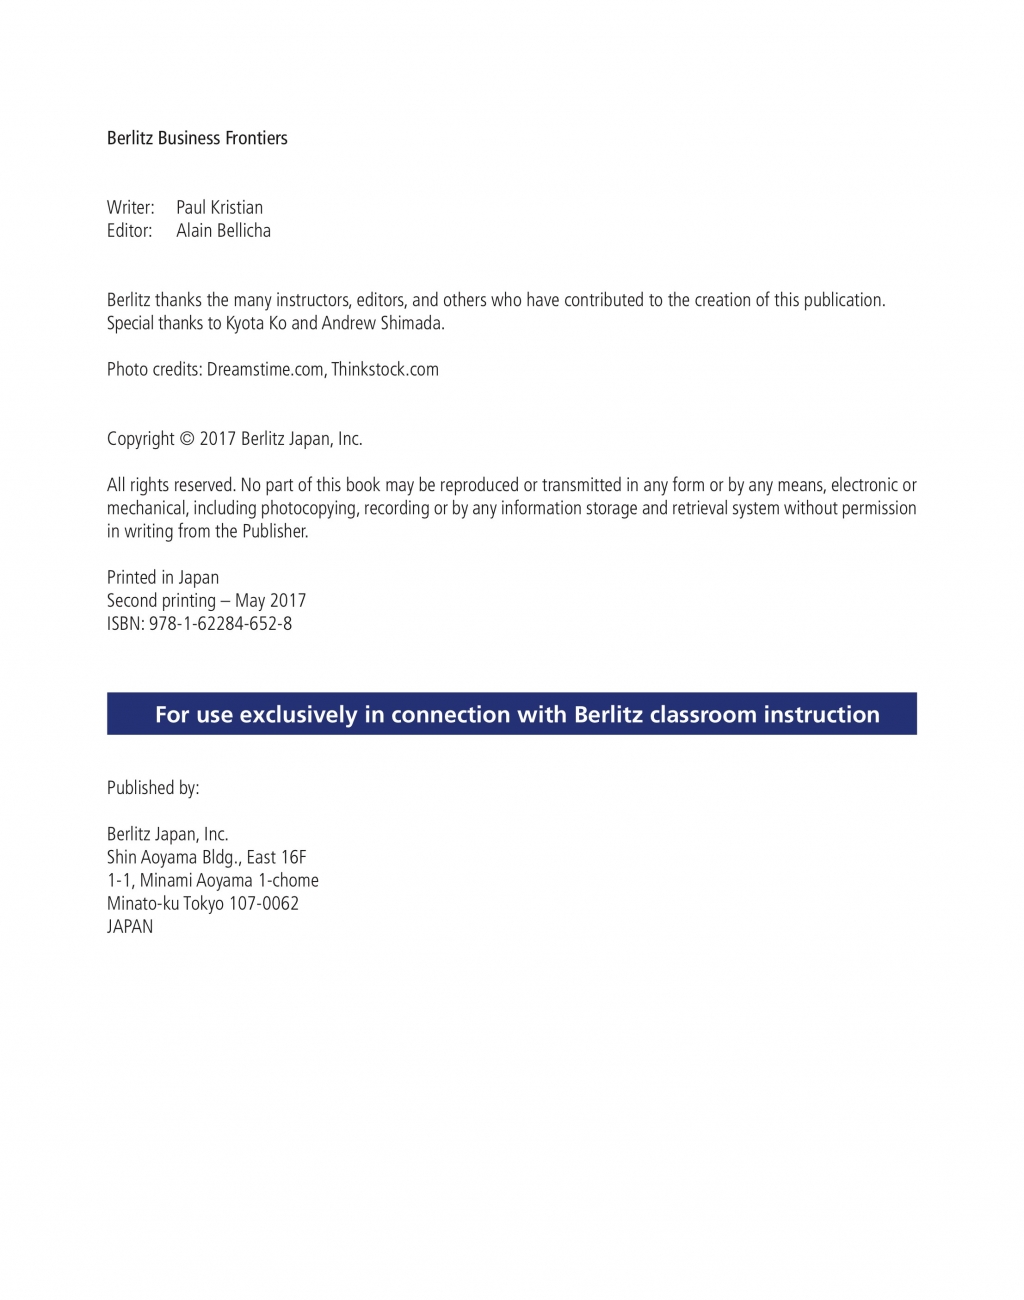 Berlitz Business Frontiers
Writer: Paul Kristian
Editor: Alain Bellicha
Berlitz thanks the many instructors, editors, and others who have contributed to the creation of this publication.
Special thanks to Kyota Ko and Andrew Shimada.
Photo credits: Dreamstime.com, Thinkstock.com
Copyright © 2017 Berlitz Japan, Inc.
All rights reserved. No part of this book may be reproduced or transmitted in any form or by any means, electronic or
mechanical, including photocopying, recording or by any information storage and retrieval system without permission
in writing from the Publisher.
Printed in Japan
Second printing – May 2017
ISBN: 978-1-62284-652-8
For use exclusively in connection with Berlitz classroom instruction
Published by:
Berlitz Japan, Inc.
Shin Aoyama Bldg., East 16F
1-1, Minami Aoyama 1-chome
Minato-ku Tokyo 107-0062
JAPAN